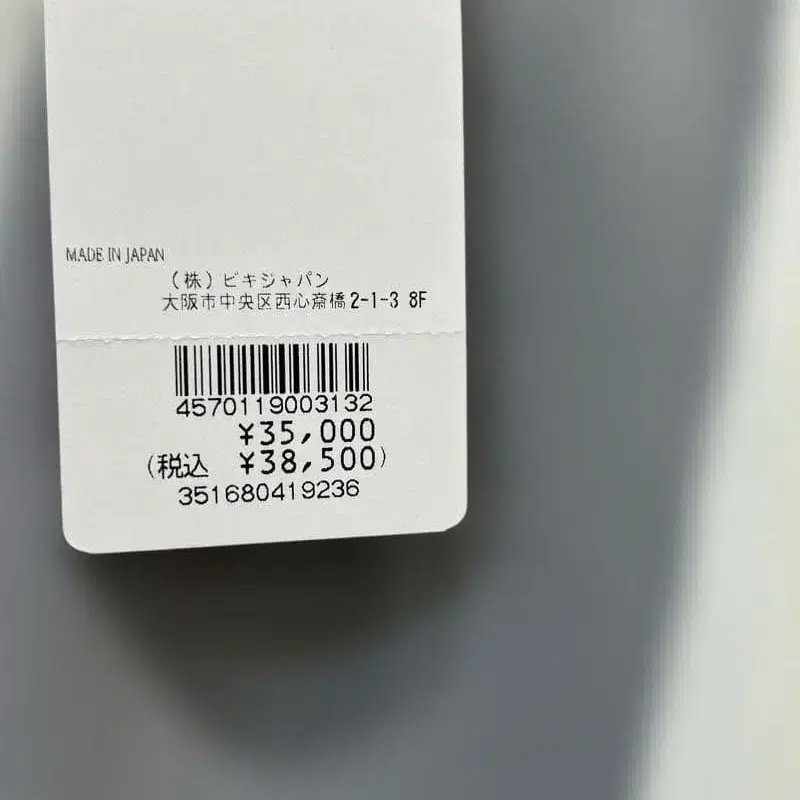 MADE IN JAPAN
(株)ビキジャパン
大阪市中央区西心斎橋2-1-3 8F
4570119003132
¥35,000
(税込 ¥38,500)
351680419236